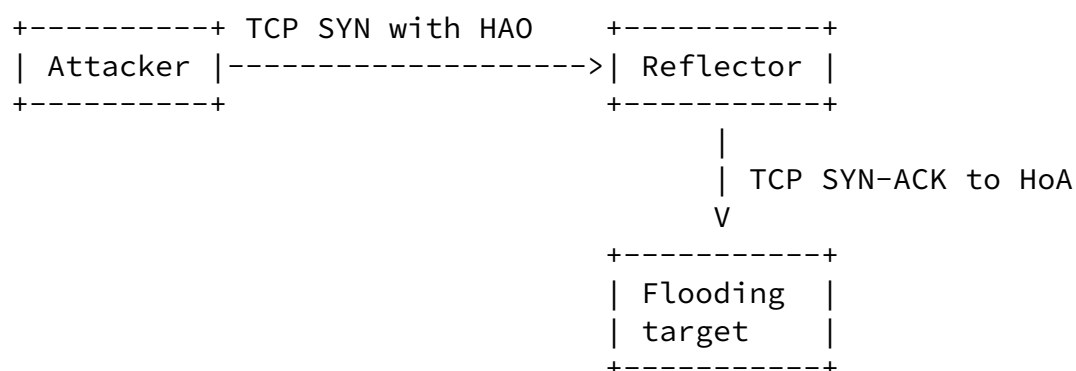 +----------+ TCP SYN with HAO    +-----------+
| Attacker |-------------------->| Reflector |
+----------+                     +-----------+
                                       |
                                       | TCP SYN-ACK to HoA
                                       V
                                 +-----------+
                                 | Flooding  |
                                 | target    |
                                 +-----------+